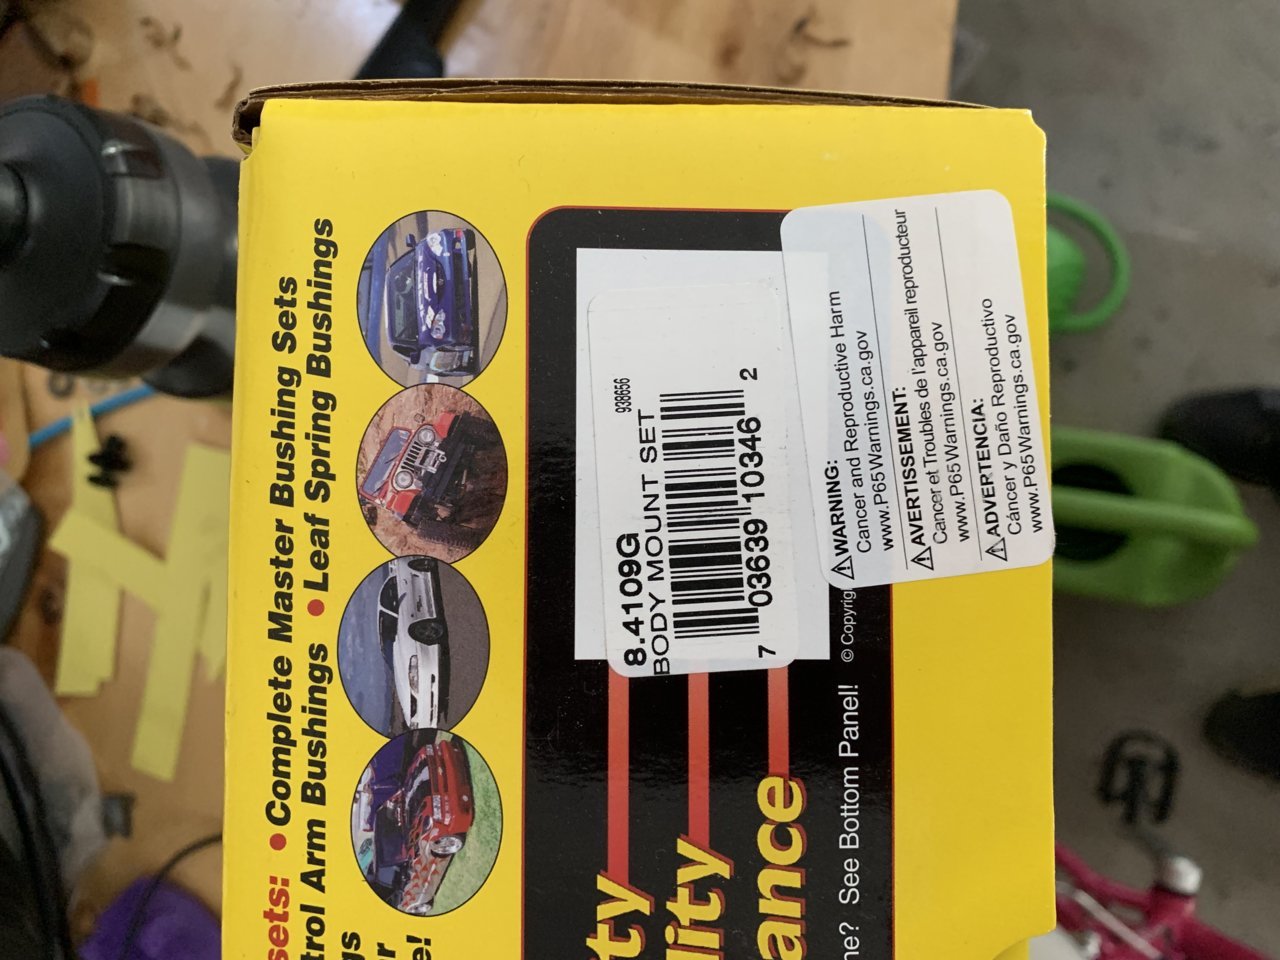 sets: • Complete Master Bushing Sets
Arm Bushings • Leaf Spring Bushings
8.4109G
938656
BODY MOUNT SET
7 03639 10346 2
⚠WARNING:
Cancer and Reproductive Harm
www.P65Warnings.ca.gov
⚠AVERTISSEMENT:
Cancer et Troubles de l'appareil reproducteur
www.P65Warnings.ca.gov
⚠ADVERTENCIA:
Cáncer y Daño Reproductivo
www.P65Warnings.ca.gov
©
See Bottom Panel!